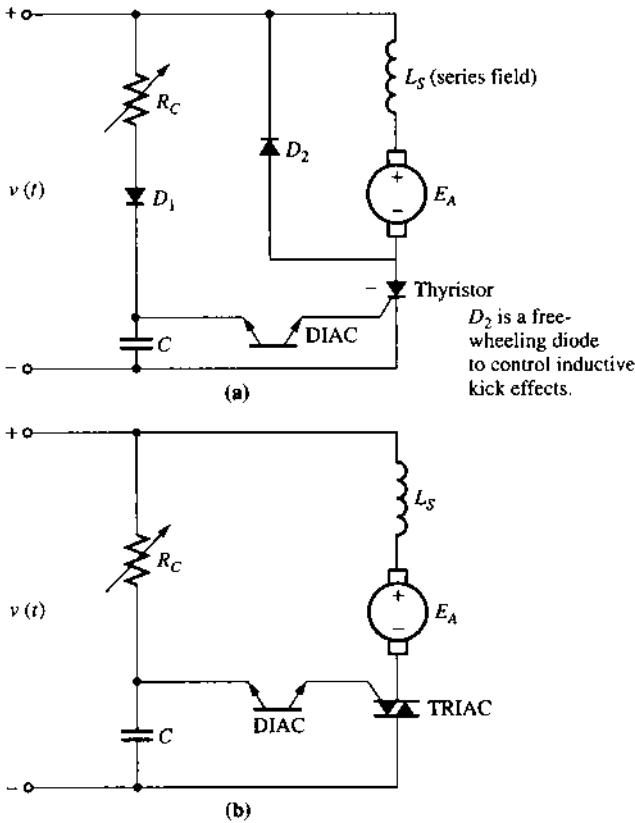 +
L_S (series field)
R_C
D_2
v (t)
D_1
+
E_A
−
−
Thyristor
DIAC
D_2 is a free-
wheeling diode
to control inductive
kick effects.
C
−
(a)
+
L_S
R_C
+
E_A
v (t)
−
TRIAC
DIAC
C
−
(b)